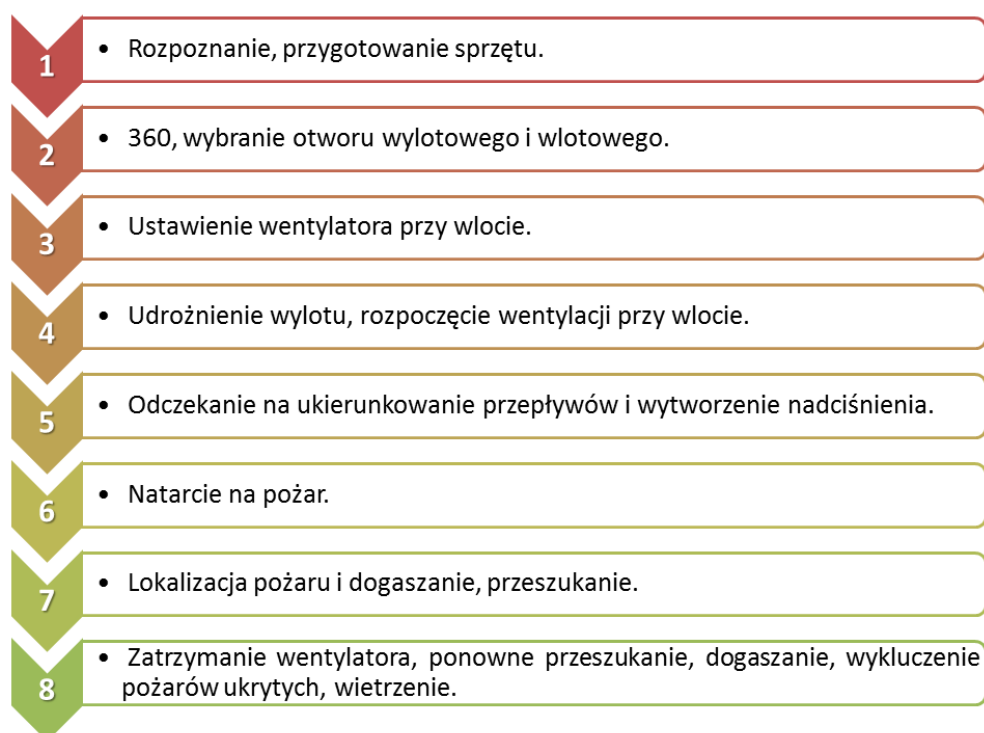 1
• Rozpoznanie, przygotowanie sprzętu.
2
• 360, wybranie otworu wylotowego i wlotowego.
3
• Ustawienie wentylatora przy wlocie.
4
• Udrożnienie wylotu, rozpoczęcie wentylacji przy wlocie.
5
• Odczekanie na ukierunkowanie przepływów i wytworzenie nadciśnienia.
6
• Natarcie na pożar.
7
• Lokalizacja pożaru i dogaszanie, przeszukanie.
8
• Zatrzymanie wentylatora, ponowne przeszukanie, dogaszanie, wykluczenie
pożarów ukrytych, wietrzenie.